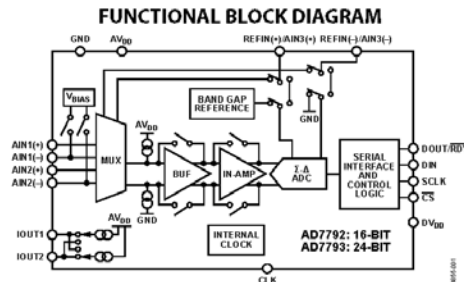 FUNCTIONAL BLOCK DIAGRAM
GND AVDD REFIN(+)/AIN3(+) REFIN(–)/AIN3(–)
VBIAS
BAND GAP
REFERENCE
GND
AVDD
AIN1(+)
AIN1(–)
AIN2(+)
AIN2(–)
MUX
BUF
IN-AMP
Σ-Δ
ADC
SERIAL
INTERFACE
AND
CONTROL
LOGIC
DOUT/RDY
DIN
SCLK
CS
DVDD
GND
IOUT1
IOUT2
AVDD
INTERNAL
CLOCK
AD7792: 16-BIT
AD7793: 24-BIT
CLK